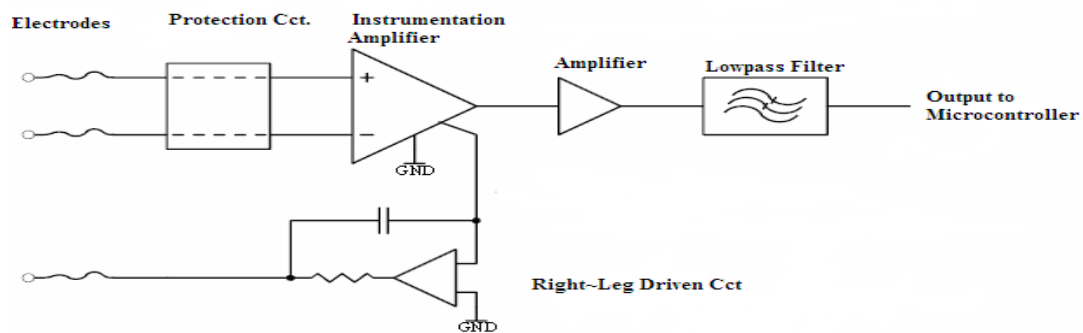 Electrodes
Protection Cct.
Instrumentation
Amplifier
Amplifier
Lowpass Filter
Output to
Microcontroller
+
−
GND
Right~Leg Driven Cct
GND